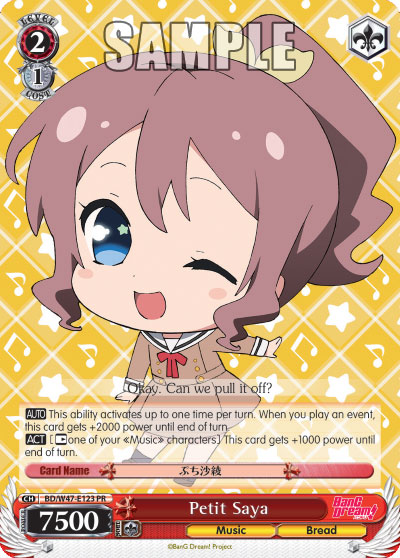 LEVEL
2
1
COST
SAMPLE
Okay. Can we pull it off?
AUTO This ability activates up to one time per turn. When you play an event,
this card gets +2000 power until end of turn.
ACT [one of your «Music» characters] This card gets +1000 power until
end of turn.
Card Name ぷち沙綾
CH BD/W47-E123 PR
BanG Dream!
7500
Petit Saya
Music Bread
©BanG Dream! Project